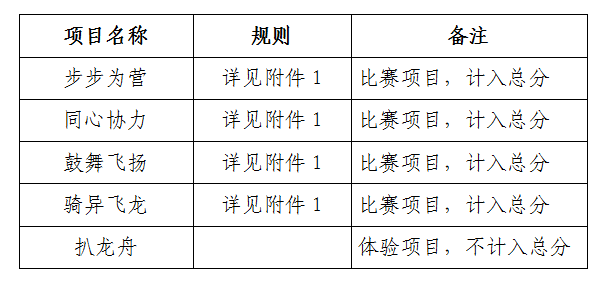 项目名称 规则 备注
步步为营 详见附件 1 比赛项目，计入总分
同心协力 详见附件 1 比赛项目，计入总分
鼓舞飞扬 详见附件 1 比赛项目，计入总分
骑异飞龙 详见附件 1 比赛项目，计入总分
扒龙舟 体验项目，不计入总分